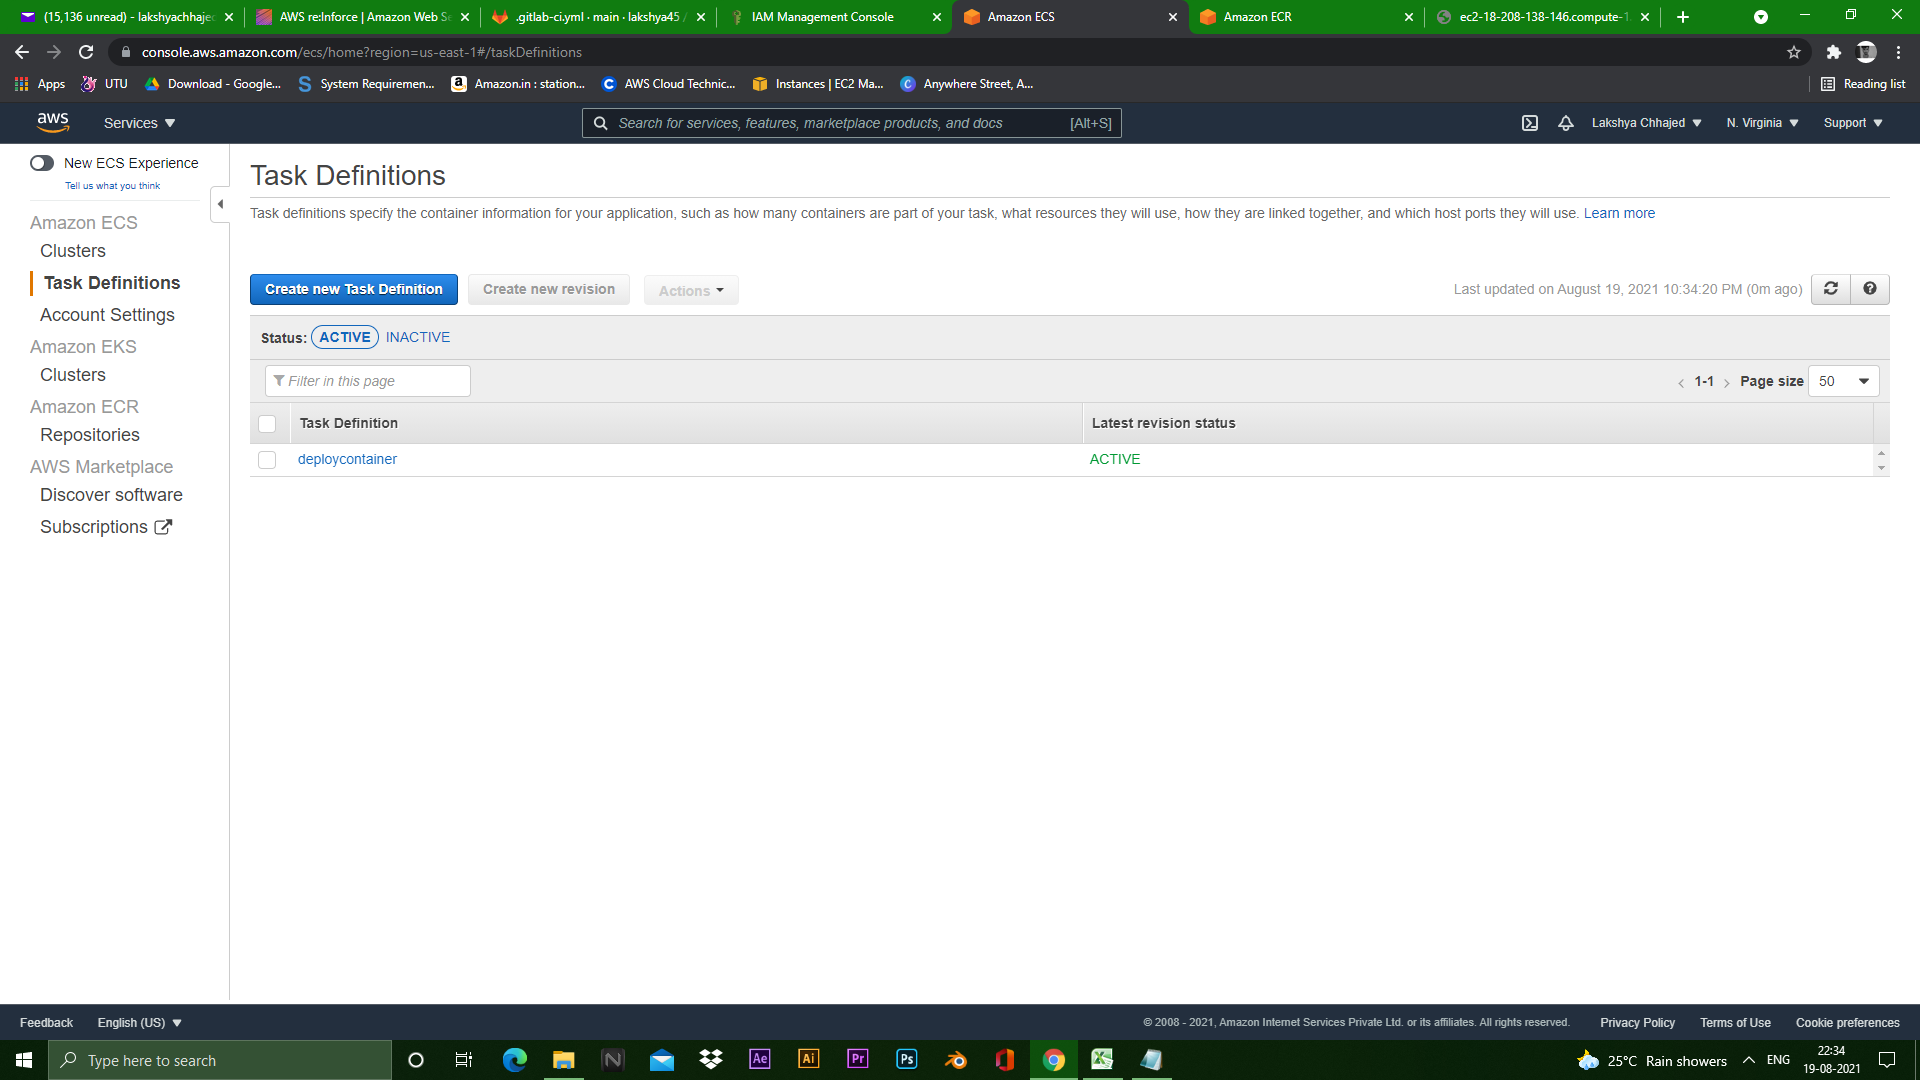 (15,136 unread) - lakshyachhajed
AWS re:Inforce | Amazon Web Se
.gitlab-ci.yml · main · lakshya45 /
IAM Management Console
Amazon ECS
Amazon ECR
ec2-18-208-138-146.compute-1.
console.aws.amazon.com/ecs/home?region=us-east-1#/taskDefinitions
Apps
UTU
Download - Google...
System Requiremen...
Amazon.in : station...
AWS Cloud Technic...
Instances | EC2 Ma...
Anywhere Street, A...
Reading list
aws
Services
Search for services, features, marketplace products, and docs
[Alt+S]
Lakshya Chhajed
N. Virginia
Support
New ECS Experience
Tell us what you think
Amazon ECS
Clusters
Task Definitions
Account Settings
Amazon EKS
Clusters
Amazon ECR
Repositories
AWS Marketplace
Discover software
Subscriptions
Task Definitions
Task definitions specify the container information for your application, such as how many containers are part of your task, what resources they will use, how they are linked together, and which host ports they will use. Learn more
Create new Task Definition
Create new revision
Actions
Last updated on August 19, 2021 10:34:20 PM (0m ago)
Status: ACTIVE INACTIVE
Filter in this page
1-1
Page size 50
Task Definition
Latest revision status
deploycontainer
ACTIVE
Feedback
English (US)
© 2008 - 2021, Amazon Internet Services Private Ltd. or its affiliates. All rights reserved.
Privacy Policy
Terms of Use
Cookie preferences
Type here to search
N
Ae
Ai
Pr
Ps
25°C Rain showers
ENG
22:34
19-08-2021